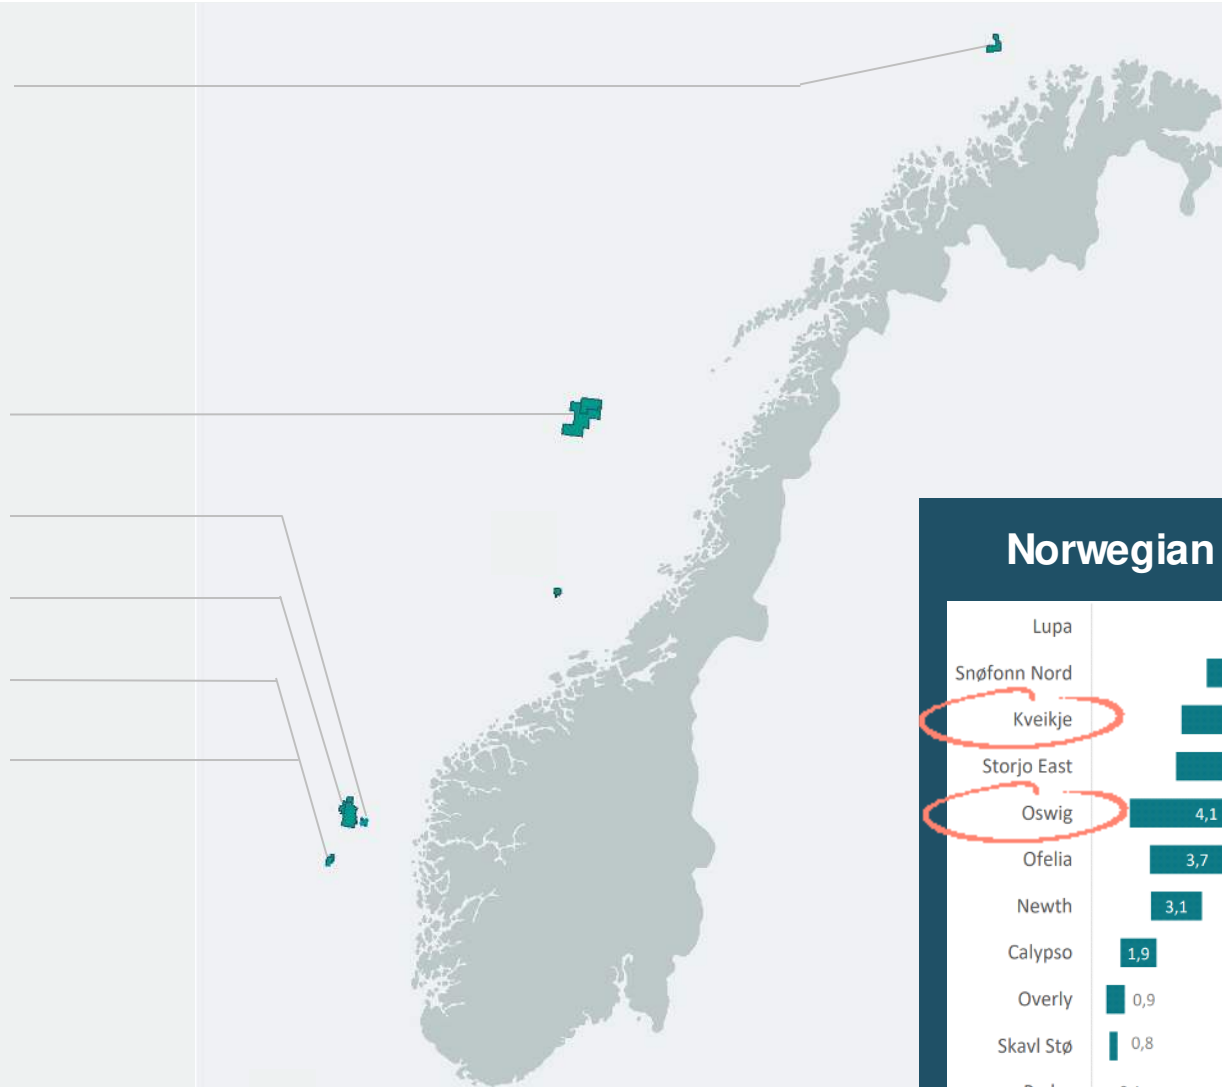 Norwegian
Lupa
Snøfonn Nord
Kveikje
Storjo East
Oswig 4,1
Ofelia 3,7
Newth 3,1
Calypso 1,9
Overly 0,9
Skavl Stø 0,8